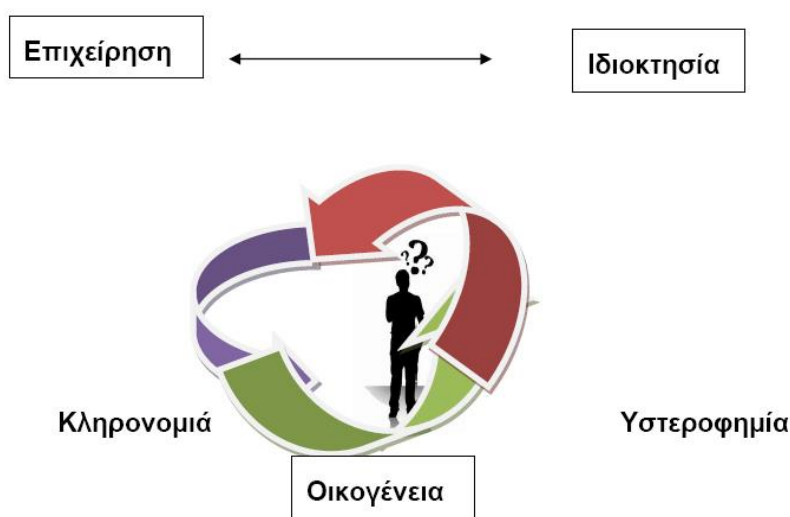 Επιχείρηση
Ιδιοκτησία
???
Κληρονομιά
Υστεροφημία
Οικογένεια